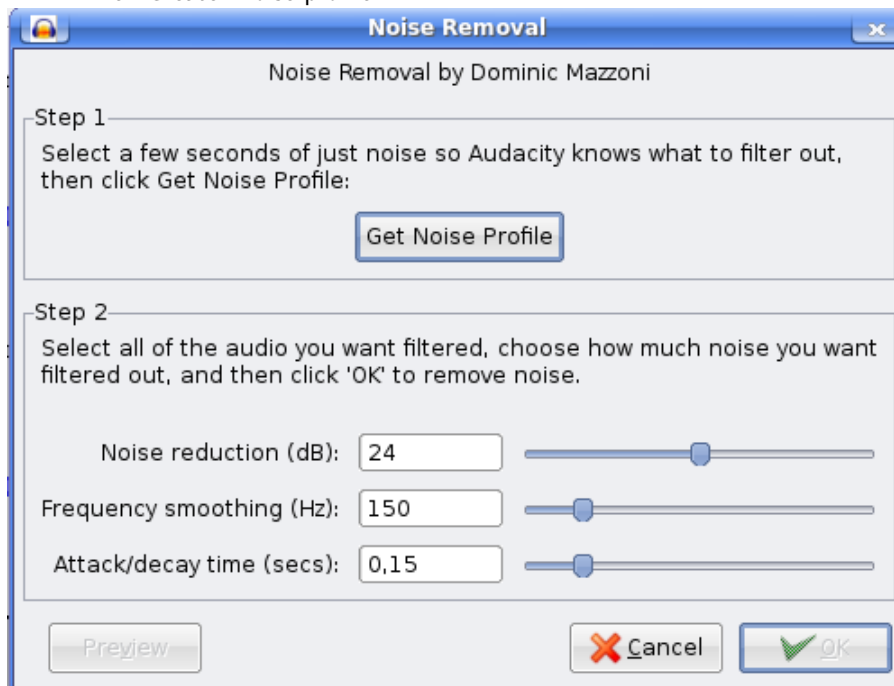 Noise Removal
Noise Removal by Dominic Mazzoni
Step 1
Select a few seconds of just noise so Audacity knows what to filter out,
then click Get Noise Profile:
Get Noise Profile
Step 2
Select all of the audio you want filtered, choose how much noise you want
filtered out, and then click 'OK' to remove noise.
Noise reduction (dB): 24
Frequency smoothing (Hz): 150
Attack/decay time (secs): 0,15
Preview Cancel OK